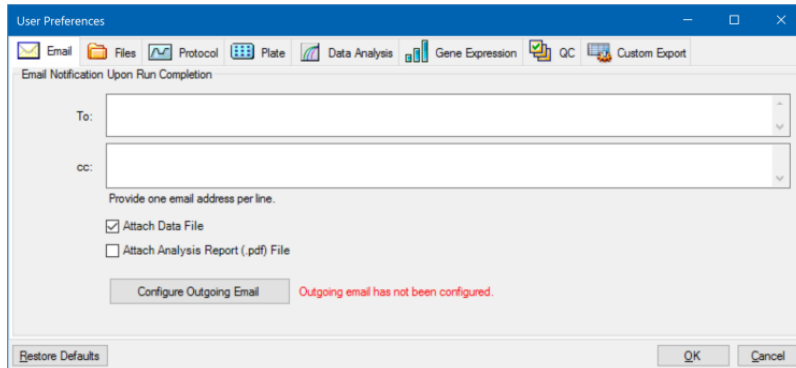 User Preferences
Email Files Protocol Plate Data Analysis Gene Expression QC Custom Export
Email Notification Upon Run Completion
To:
cc:
Provide one email address per line.
Attach Data File
Attach Analysis Report (.pdf) File
Configure Outgoing Email Outgoing email has not been configured.
Restore Defaults OK Cancel